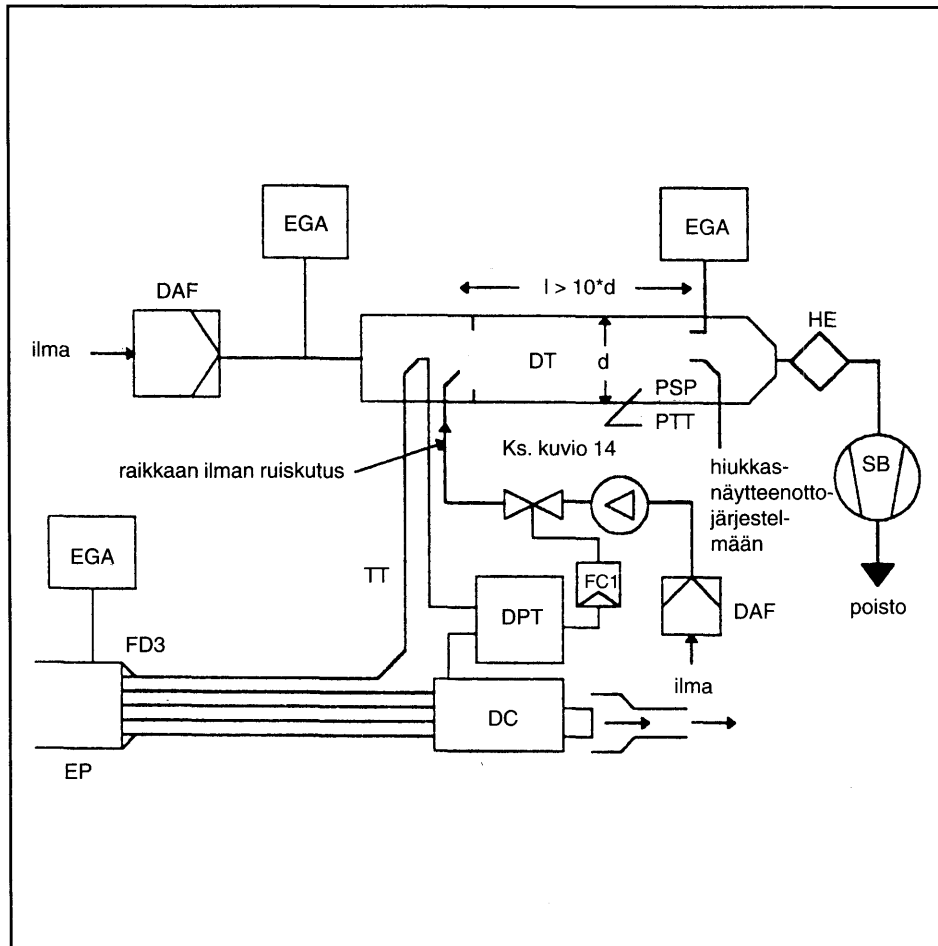 EGA
EGA
DAF
l > 10*d
HE
ilma
DT
d
PSP
PTT
SB
raikkaan ilman ruiskutus
Ks. kuvio 14
hiukkas-
näytteenotto-
järjestel-
mään
EGA
TT
FC1
DPT
DAF
poisto
FD3
ilma
DC
EP